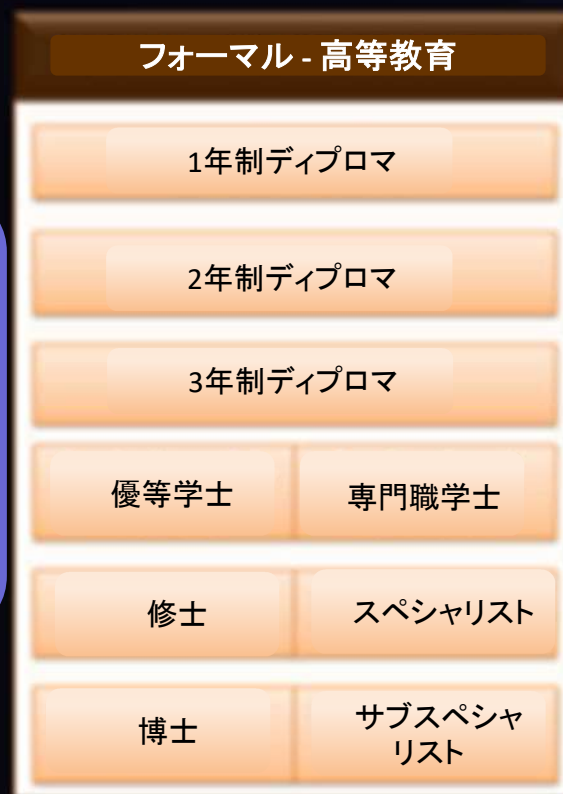 フォーマル - 高等教育
1年制ディプロマ
2年制ディプロマ
3年制ディプロマ
優等学士
専門職学士
修士
スペシャリスト
博士
サブスペシャ
リスト